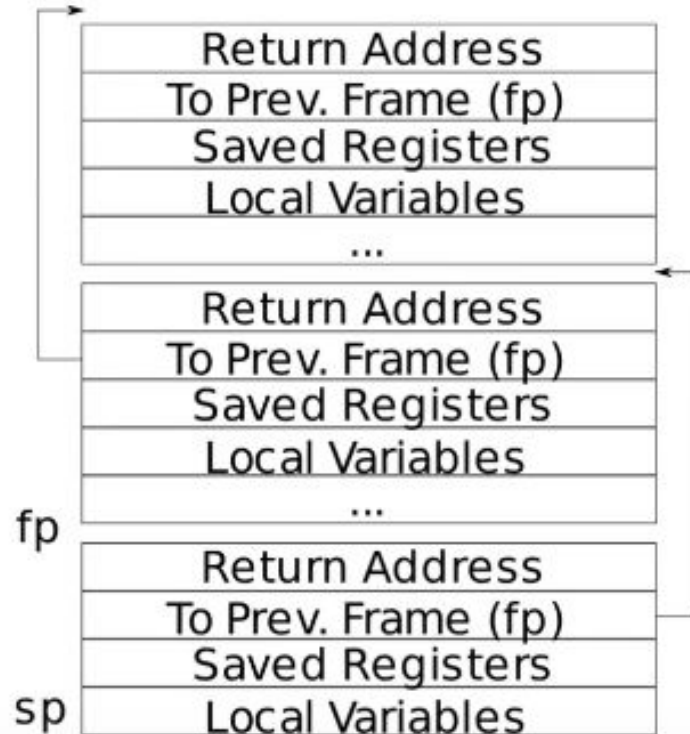 Return Address
To Prev. Frame (fp)
Saved Registers
Local Variables
...
Return Address
To Prev. Frame (fp)
Saved Registers
Local Variables
...
fp
Return Address
To Prev. Frame (fp)
Saved Registers
sp
Local Variables